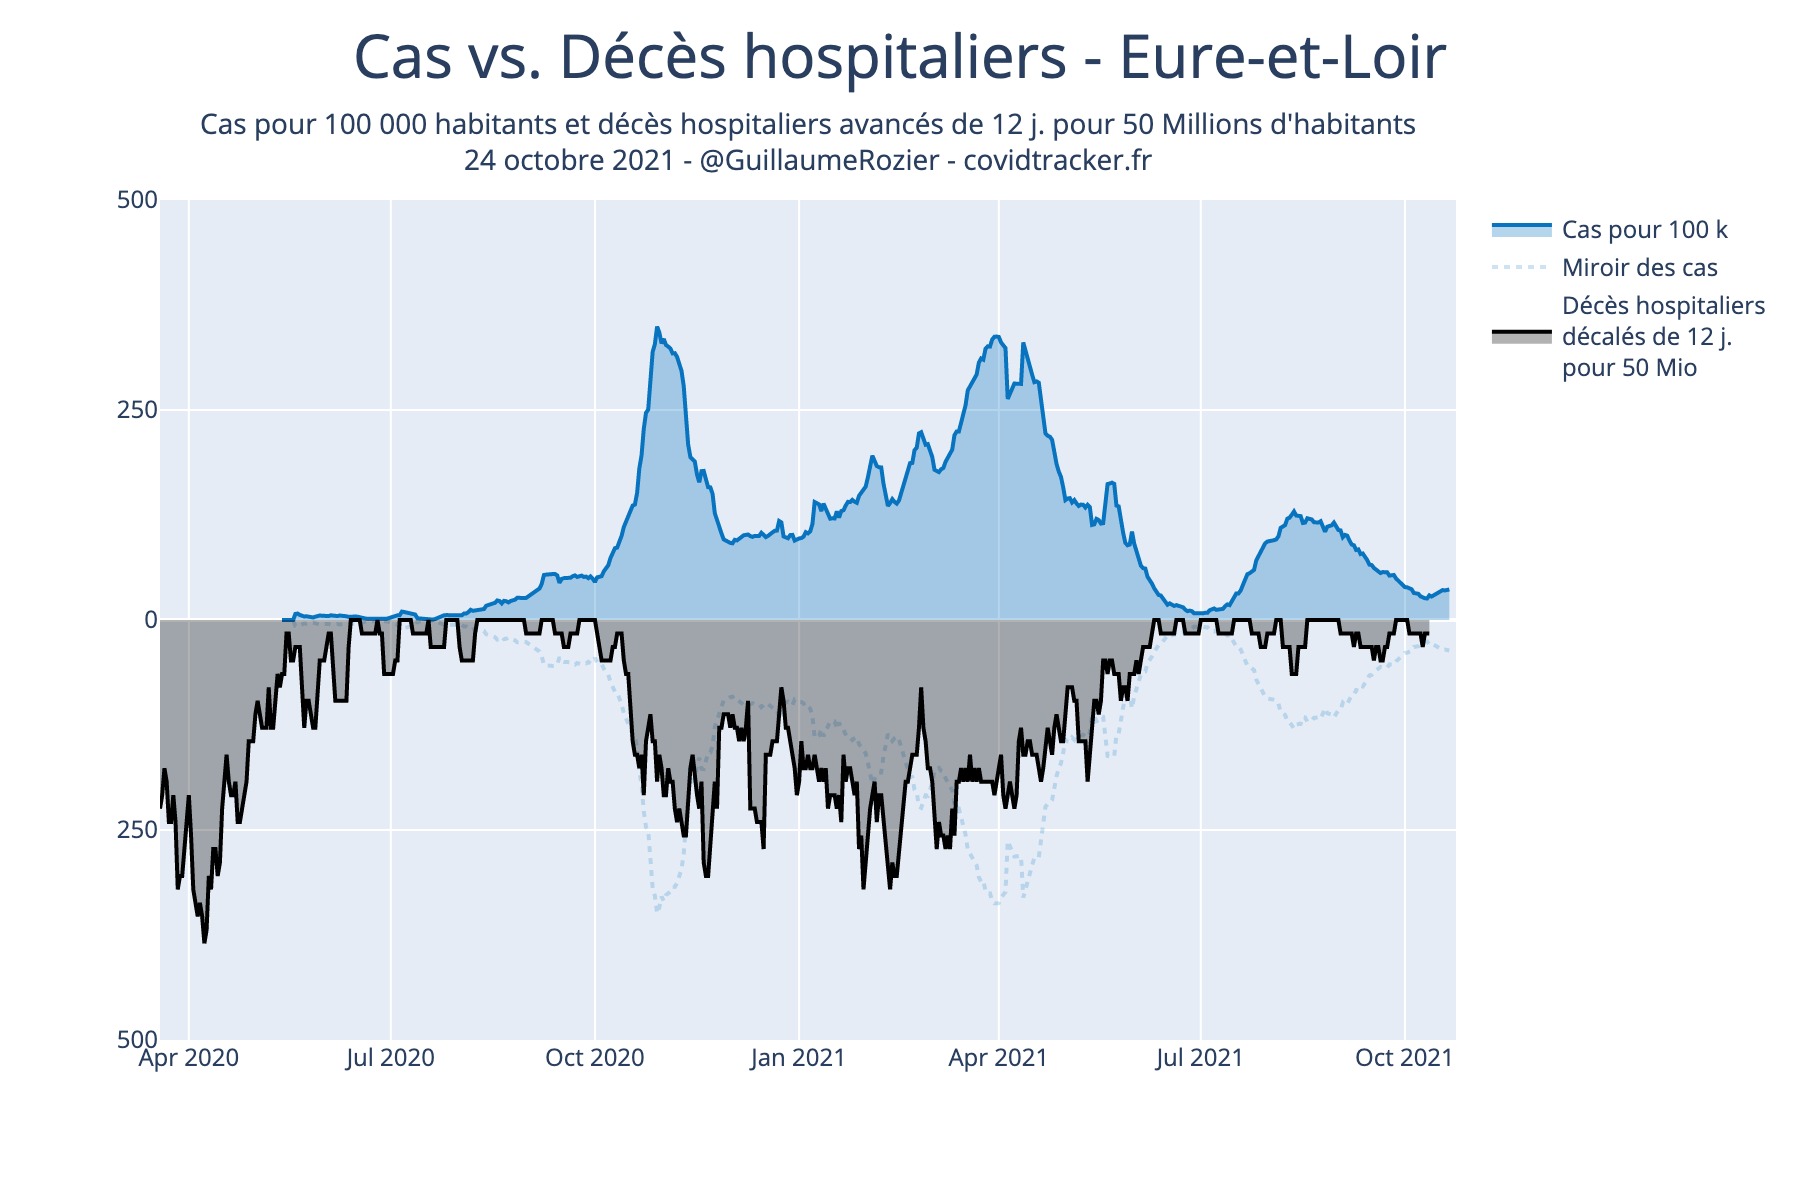 Cas vs. Décès hospitaliers - Eure-et-Loir
Cas pour 100 000 habitants et décès hospitaliers avancés de 12 j. pour 50 Millions d'habitants
24 octobre 2021 - @GuillaumeRozier - covidtracker.fr
500
250
0
250
500
Apr 2020 Jul 2020 Oct 2020 Jan 2021 Apr 2021 Jul 2021 Oct 2021
Cas pour 100 k
Miroir des cas
Décès hospitaliers
décalés de 12 j.
pour 50 Mio